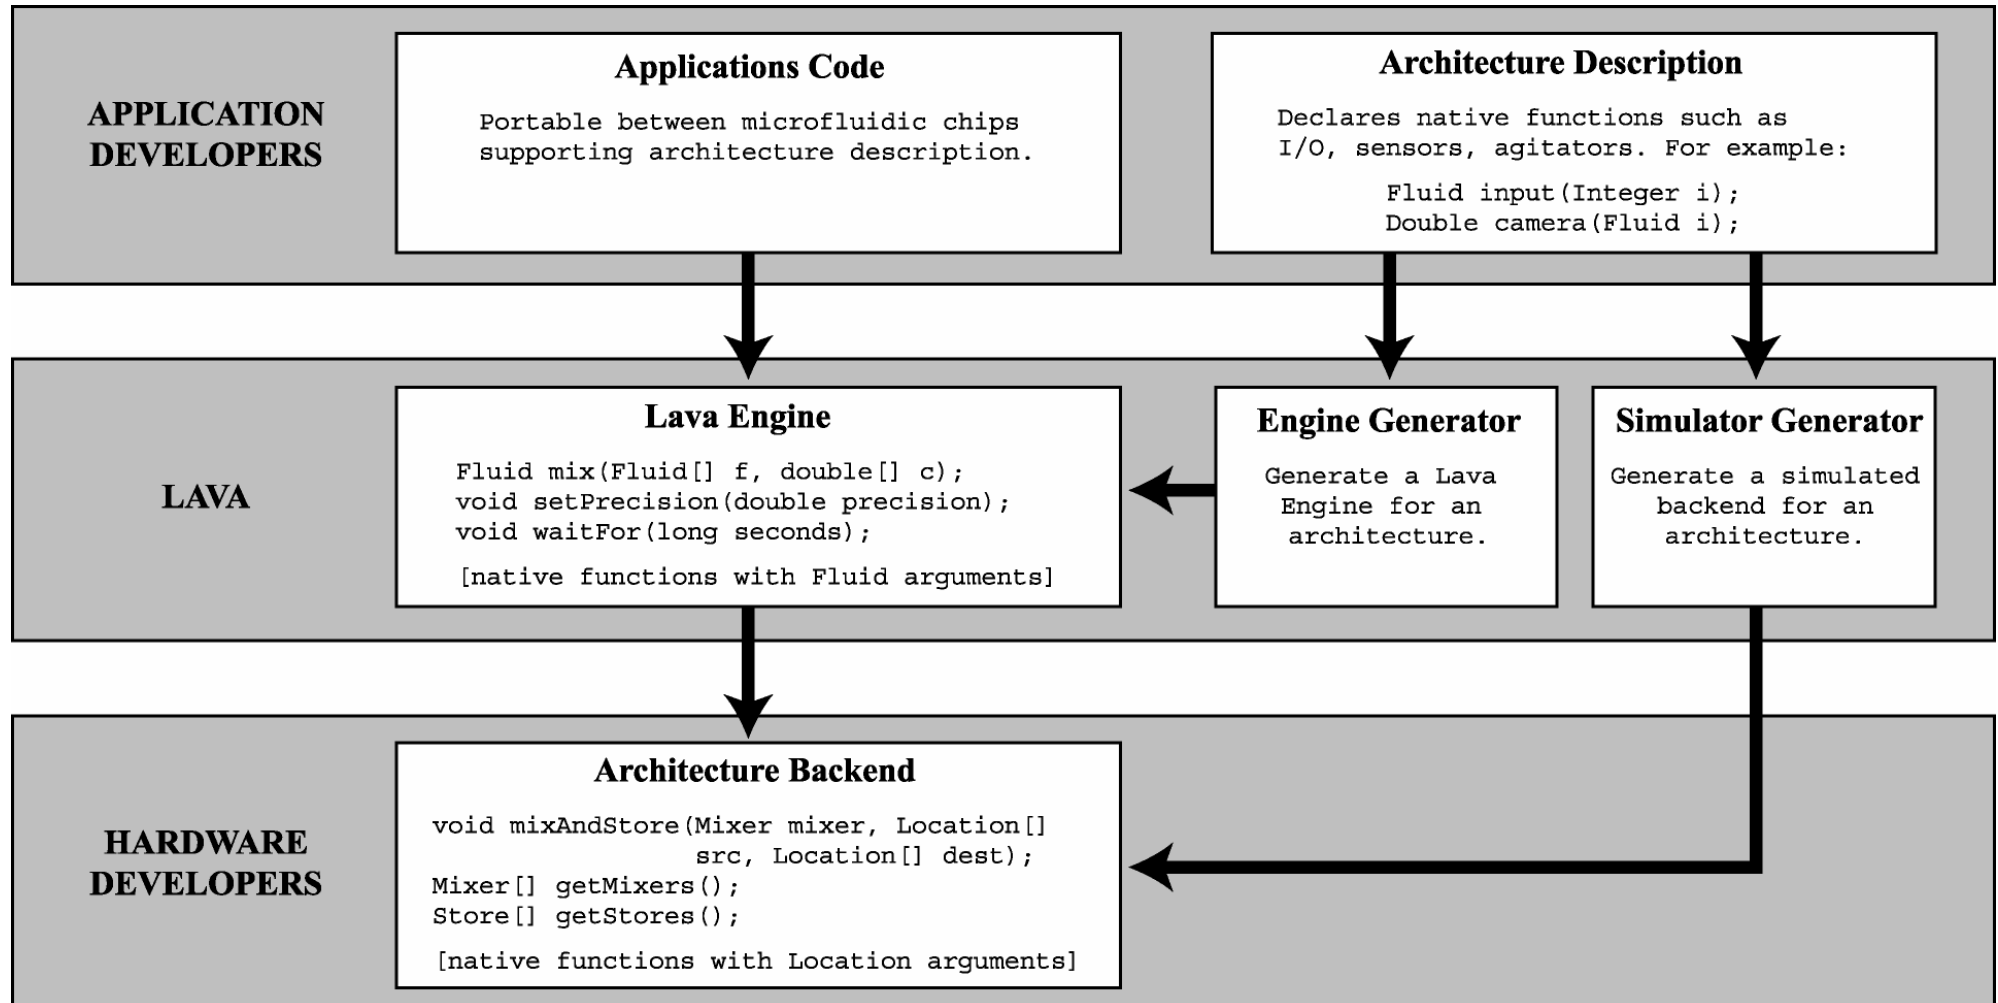 APPLICATION
DEVELOPERS
Applications Code
Portable between microfluidic chips
supporting architecture description.
Architecture Description
Declares native functions such as
I/O, sensors, agitators. For example:
Fluid input(Integer i);
Double camera(Fluid i);
LAVA
Lava Engine
Fluid mix(Fluid[] f, double[] c);
void setPrecision(double precision);
void waitFor(long seconds);
[native functions with Fluid arguments]
Engine Generator
Generate a Lava
Engine for an
architecture.
Simulator Generator
Generate a simulated
backend for an
architecture.
HARDWARE
DEVELOPERS
Architecture Backend
void mixAndStore(Mixer mixer, Location[]
src, Location[] dest);
Mixer[] getMixers();
Store[] getStores();
[native functions with Location arguments]